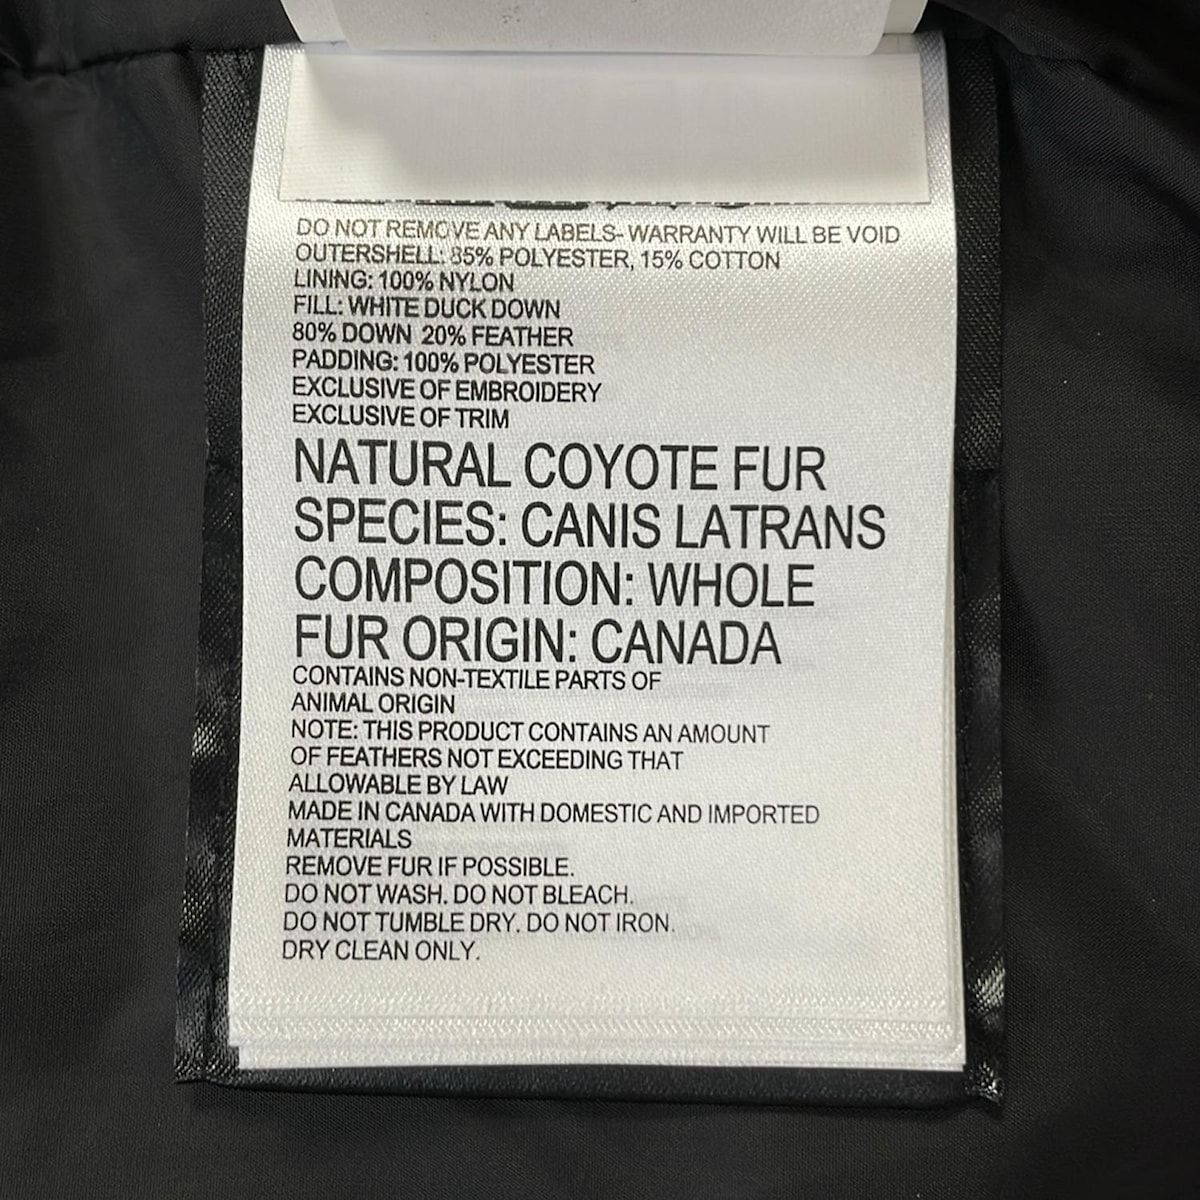 DO NOT REMOVE ANY LABELS- WARRANTY WILL BE VOID
OUTERSHELL: 85% POLYESTER, 15% COTTON
LINING: 100% NYLON
FILL: WHITE DUCK DOWN
80% DOWN 20% FEATHER
PADDING: 100% POLYESTER
EXCLUSIVE OF EMBROIDERY
EXCLUSIVE OF TRIM
NATURAL COYOTE FUR
SPECIES: CANIS LATRANS
COMPOSITION: WHOLE
FUR ORIGIN: CANADA
CONTAINS NON-TEXTILE PARTS OF
ANIMAL ORIGIN
NOTE: THIS PRODUCT CONTAINS AN AMOUNT
OF FEATHERS NOT EXCEEDING THAT
ALLOWABLE BY LAW
MADE IN CANADA WITH DOMESTIC AND IMPORTED
MATERIALS
REMOVE FUR IF POSSIBLE.
DO NOT WASH. DO NOT BLEACH.
DO NOT TUMBLE DRY. DO NOT IRON.
DRY CLEAN ONLY.